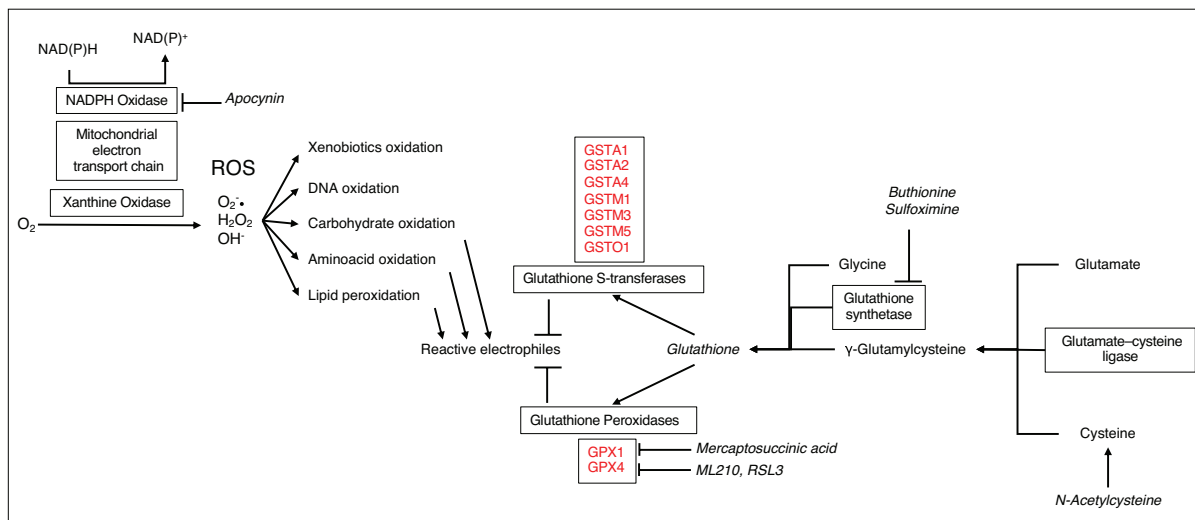 NAD(P)H
NAD(P)+
NADPH Oxidase
Apocynin
Mitochondrial
electron
transport chain
Xanthine Oxidase
O₂
ROS
O₂⁻•
H₂O₂
OH⁻
Xenobiotics oxidation
DNA oxidation
Carbohydrate oxidation
Aminoacid oxidation
Lipid peroxidation
Reactive electrophiles
GSTA1
GSTA2
GSTA4
GSTM1
GSTM3
GSTM5
GSTO1
Glutathione S-transferases
Glutathione
Glutathione Peroxidases
GPX1
GPX4
Mercaptosuccinic acid
ML210, RSL3
Buthionine
Sulfoximine
Glycine
Glutathione
synthetase
γ-Glutamylcysteine
Glutamate
Glutamate–cysteine
ligase
Cysteine
N-Acetylcysteine